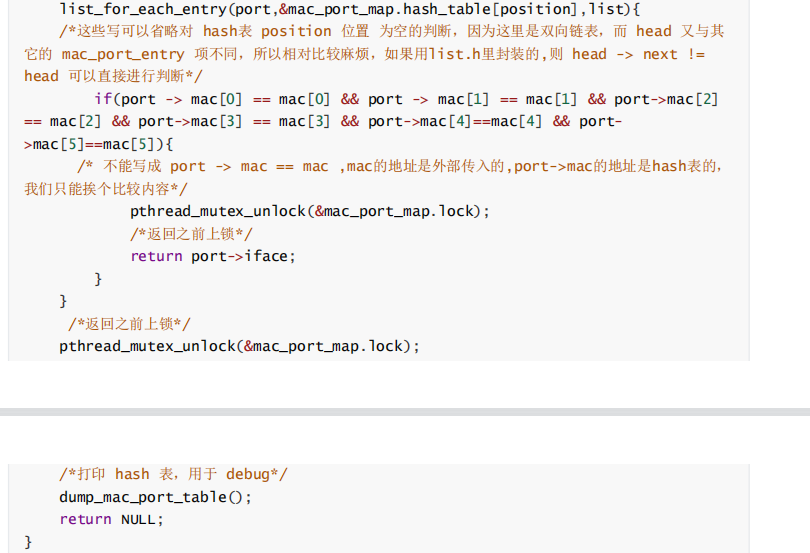 list_for_each_entry(port,&mac_port_map.hash_table[position],list){
/*这些写可以省略对 hash表 position 位置 为空的判断，因为这里是双向链表，而 head 又与其
它的 mac_port_entry 项不同，所以相对比较麻烦，如果用list.h里封装的,则 head -> next !=
head 可以直接进行判断*/
if(port -> mac[0] == mac[0] && port -> mac[1] == mac[1] && port->mac[2]
== mac[2] && port->mac[3] == mac[3] && port->mac[4]==mac[4] && port-
>mac[5]==mac[5]){
/* 不能写成 port -> mac == mac ,mac的地址是外部传入的,port->mac的地址是hash表的，
我们只能挨个比较内容*/
pthread_mutex_unlock(&mac_port_map.lock);
/*返回之前上锁*/
return port->iface;
}
}
/*返回之前上锁*/
pthread_mutex_unlock(&mac_port_map.lock);
/*打印 hash 表，用于 debug*/
dump_mac_port_table();
return NULL;
}